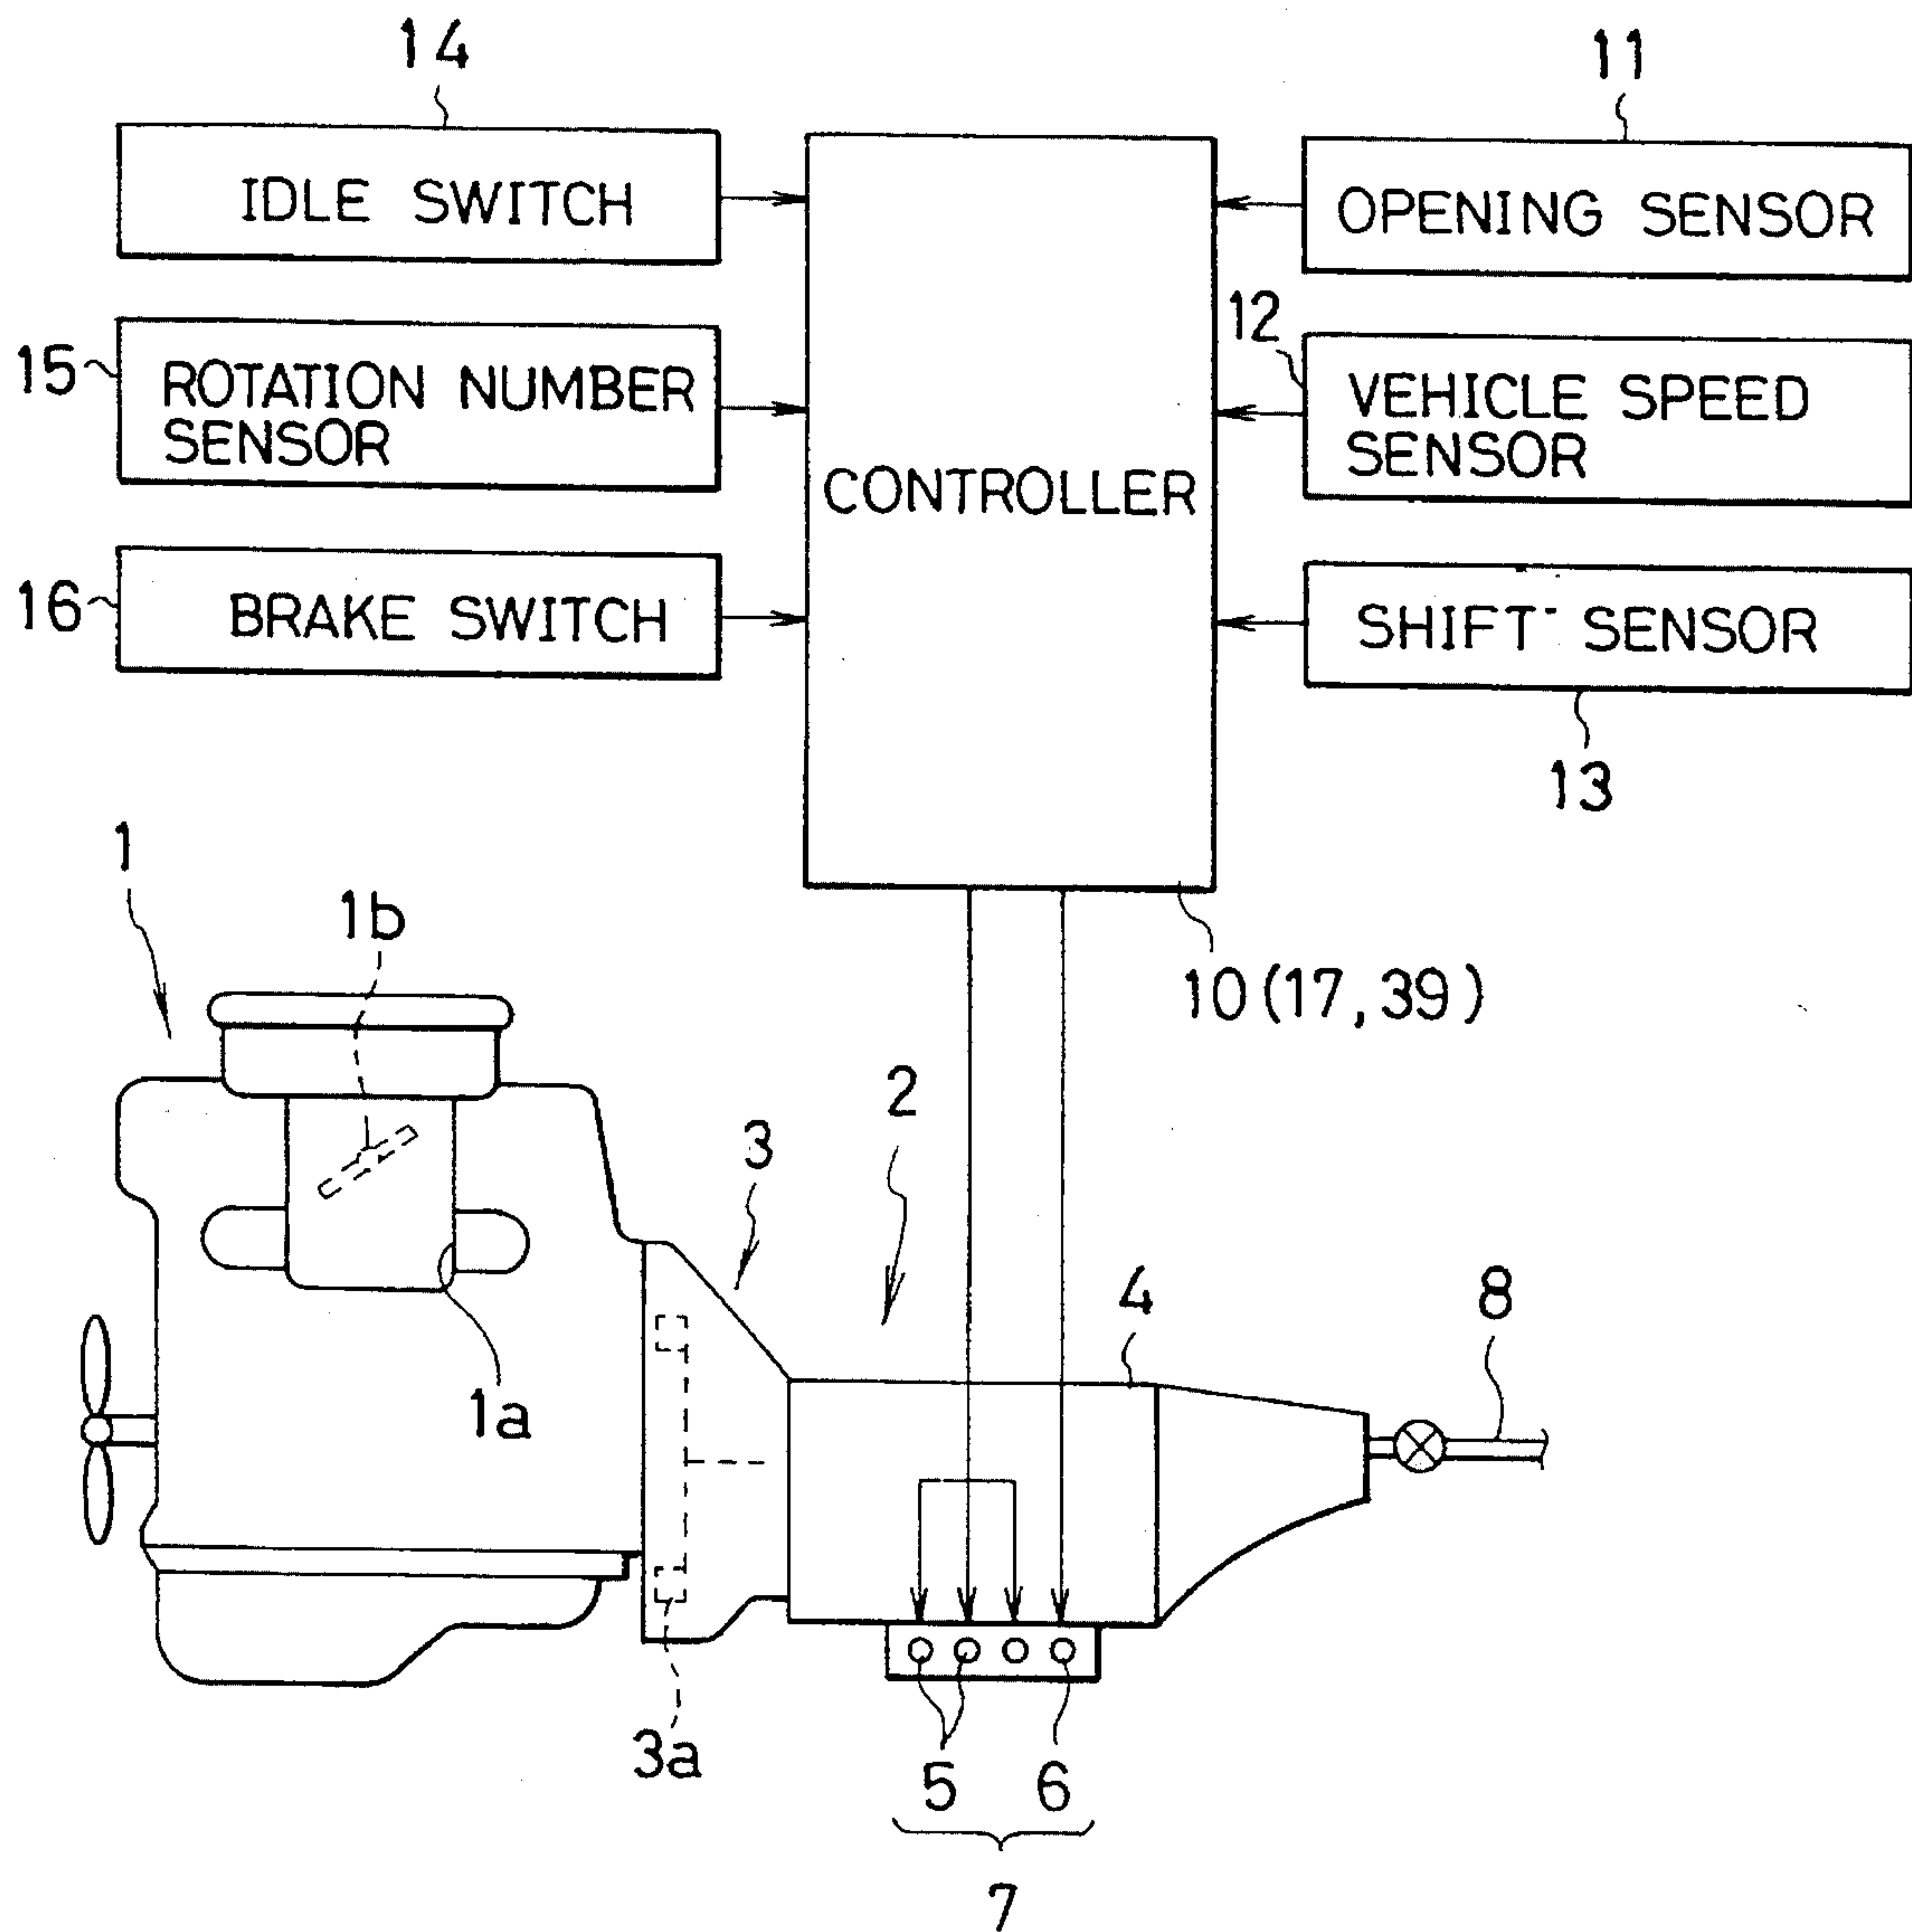 14
11
IDLE SWITCH
OPENING SENSOR
12
15
ROTATION NUMBER
SENSOR
VEHICLE SPEED
SENSOR
CONTROLLER
16
BRAKE SWITCH
SHIFT SENSOR
13
1
1b
10(17,39)
2
3
4
8
1a
3a
5
6
7